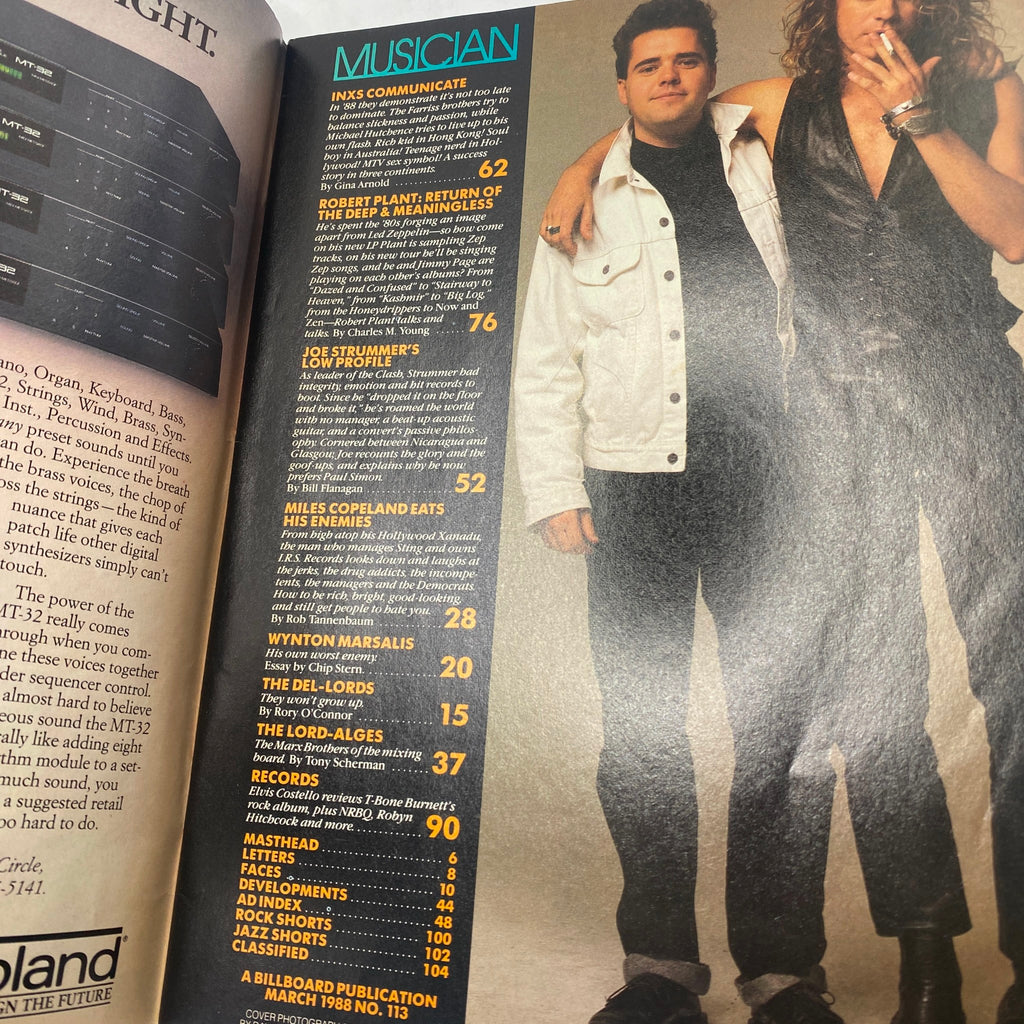 IGHT.
MT-32
MT-32
MT-32
ano, Organ, Keyboard, Bass,
2, Strings, Wind, Brass, Syn-
Inst., Percussion and Effects.
any preset sounds until you
an do. Experience the breath
the brass voices, the chop of
oss the strings—the kind of
nuance that gives each
patch life other digital
synthesizers simply can't
touch.
The power of the
MT-32 really comes
hrough when you com-
ne these voices together
der sequencer control.
almost hard to believe
eous sound the MT-32
rally like adding eight
ythm module to a set-
much sound, you
a suggested retail
oo hard to do.
Circle,
-5141.
oland
GN THE FUTURE
MUSICIAN
INXS COMMUNICATE
In '88 they demonstrate it's not too late
to dominate. The Farriss brothers try to
balance slickness and passion, while
Michael Hutchence tries to live up to his
own flash. Rich kid in Hong Kong! Soul
boy in Australia! Teenage nerd in Hol-
lywood! MTV sex symbol! A success
story in three continents.
By Gina Arnold .................. 62
ROBERT PLANT: RETURN OF
THE DEEP & MEANINGLESS
He's spent the '80s forging an image
apart from Led Zeppelin—so how come
on his new LP Plant is sampling Zep
tracks, on his new tour he'll be singing
Zep songs, and he and Jimmy Page are
playing on each other's albums? From
"Dazed and Confused" to "Stairway to
Heaven," from "Kashmir" to "Big Log,"
from the Honeydrippers to Now and
Zen—Robert Plant talks and
talks. By Charles M. Young ....... 76
JOE STRUMMER'S
LOW PROFILE
As leader of the Clash, Strummer had
integrity, emotion and hit records to
boot. Since he "dropped it on the floor
and broke it," he's roamed the world
with no manager, a beat-up acoustic
guitar, and a convert's passive philos-
ophy. Cornered between Nicaragua and
Glasgow, Joe recounts the glory and the
goof-ups, and explains why he now
prefers Paul Simon.
By Bill Flanagan .................. 52
MILES COPELAND EATS
HIS ENEMIES
From high atop his Hollywood Xanadu,
the man who manages Sting and owns
I.R.S. Records looks down and laughs at
the jerks, the drug addicts, the incompe-
tents, the managers and the Democrats.
How to be rich, bright, good-looking,
and still get people to hate you.
By Rob Tannenbaum .............. 28
WYNTON MARSALIS
His own worst enemy.
Essay by Chip Stern. .............. 20
THE DEL-LORDS
They won't grow up.
By Rory O'Connor ................ 15
THE LORD-ALGES
The Marx Brothers of the mixing
board. By Tony Scherman ....... 37
RECORDS
Elvis Costello reviews T-Bone Burnett's
rock album, plus NRBQ, Robyn
Hitchcock and more. .............. 90
MASTHEAD .................. 6
LETTERS .................. 8
FACES .................. 10
DEVELOPMENTS .................. 44
AD INDEX .................. 48
ROCK SHORTS .................. 100
JAZZ SHORTS .................. 102
CLASSIFIED .................. 104
A BILLBOARD PUBLICATION
MARCH 1988 NO. 113
COVER PHOTOGRAPH